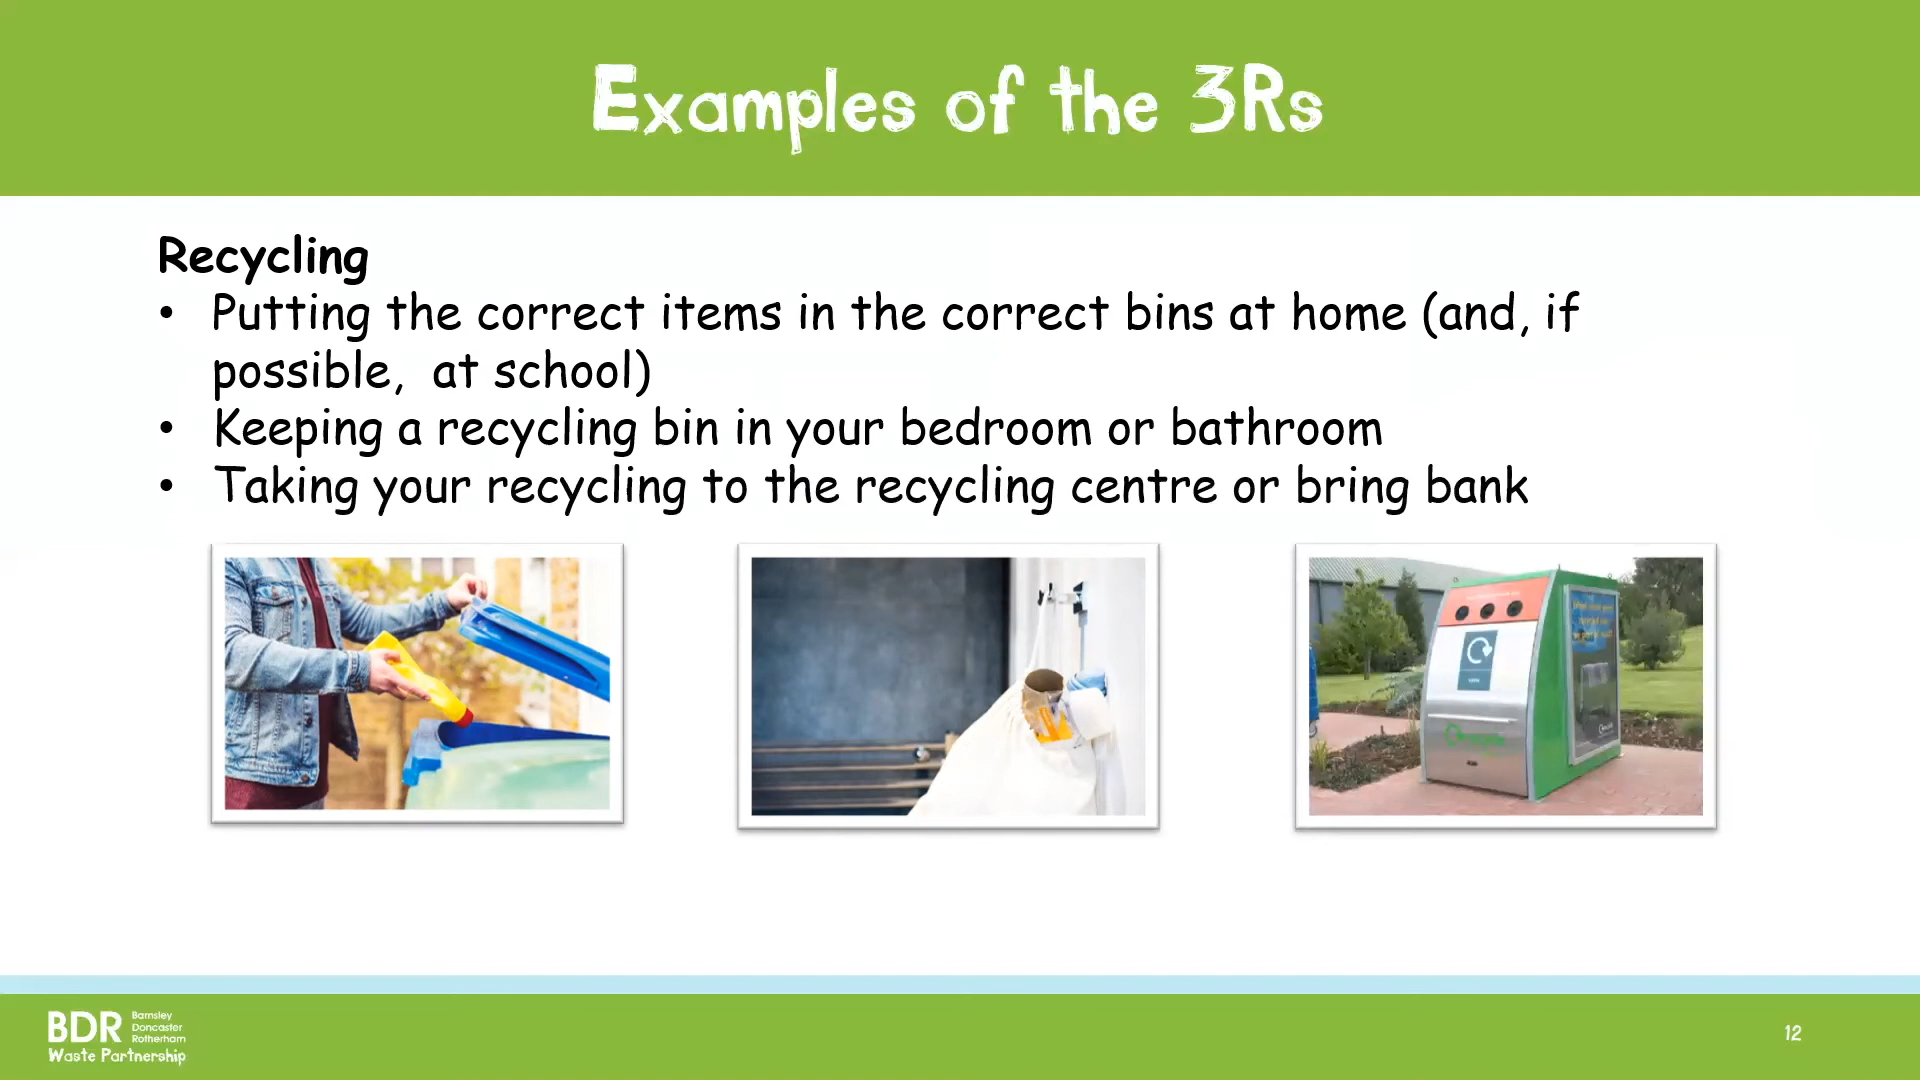 Examples of the 3Rs
Recycling
• Putting the correct items in the correct bins at home (and, if
possible,  at school)
• Keeping a recycling bin in your bedroom or bathroom
• Taking your recycling to the recycling centre or bring bank
BDR
Barnsley
Doncaster
Rotherham
Waste Partnership
12